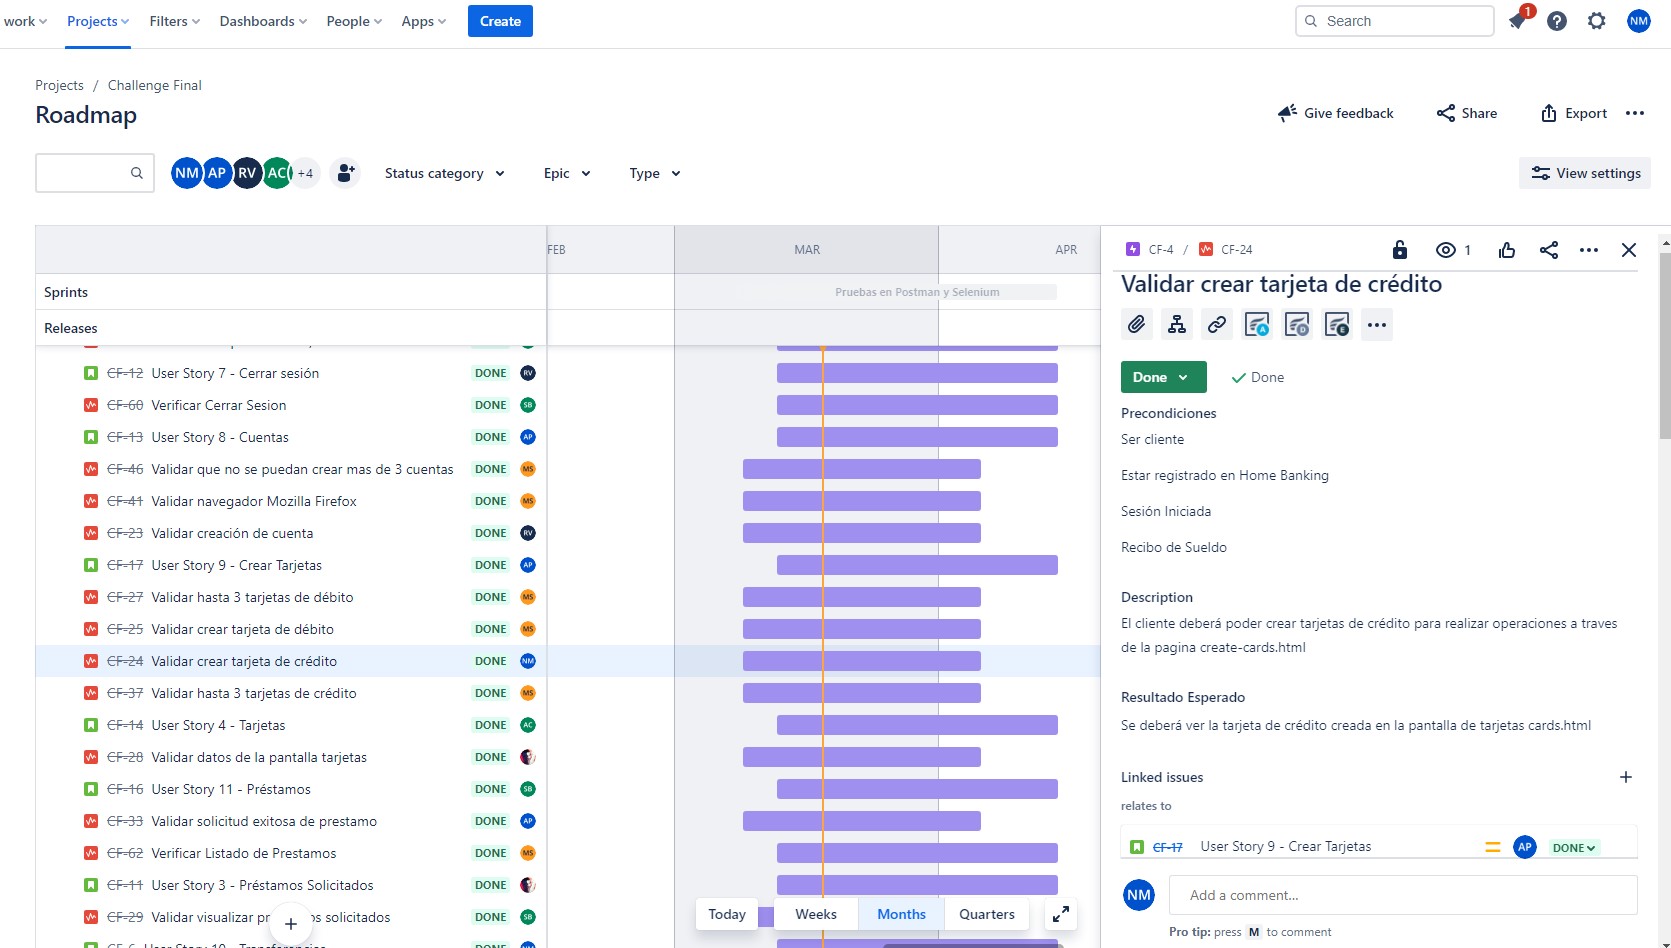 work Projects Filters Dashboards People Apps Create Search 1 NM
Projects / Challenge Final
Roadmap
Give feedback Share Export
NM AP RV AC +4 Status category Epic Type View settings
FEB MAR APR
Sprints Pruebas en Postman y Selenium
Releases
CF-12 User Story 7 - Cerrar sesión DONE RV
CF-60 Verificar Cerrar Sesion DONE SB
CF-13 User Story 8 - Cuentas DONE AP
CF-46 Validar que no se puedan crear mas de 3 cuentas DONE MS
CF-41 Validar navegador Mozilla Firefox DONE MS
CF-23 Validar creación de cuenta DONE RV
CF-17 User Story 9 - Crear Tarjetas DONE AP
CF-27 Validar hasta 3 tarjetas de débito DONE MS
CF-25 Validar crear tarjeta de débito DONE MS
CF-24 Validar crear tarjeta de crédito DONE NM
CF-37 Validar hasta 3 tarjetas de crédito DONE MS
CF-14 User Story 4 - Tarjetas DONE AC
CF-28 Validar datos de la pantalla tarjetas DONE
CF-16 User Story 11 - Préstamos DONE SB
CF-33 Validar solicitud exitosa de prestamo DONE AP
CF-62 Verificar Listado de Prestamos DONE MS
CF-11 User Story 3 - Préstamos Solicitados DONE
CF-29 Validar visualizar pr os solicitados DONE SB
Today Weeks Months Quarters
CF-4 / CF-24 1
Validar crear tarjeta de crédito
A D E
Done Done
Precondiciones
Ser cliente
Estar registrado en Home Banking
Sesión Iniciada
Recibo de Sueldo
Description
El cliente deberá poder crear tarjetas de crédito para realizar operaciones a traves
de la pagina create-cards.html
Resultado Esperado
Se deberá ver la tarjeta de crédito creada en la pantalla de tarjetas cards.html
Linked issues
relates to
CF-17 User Story 9 - Crear Tarjetas AP DONE
NM Add a comment...
Pro tip: press M to comment